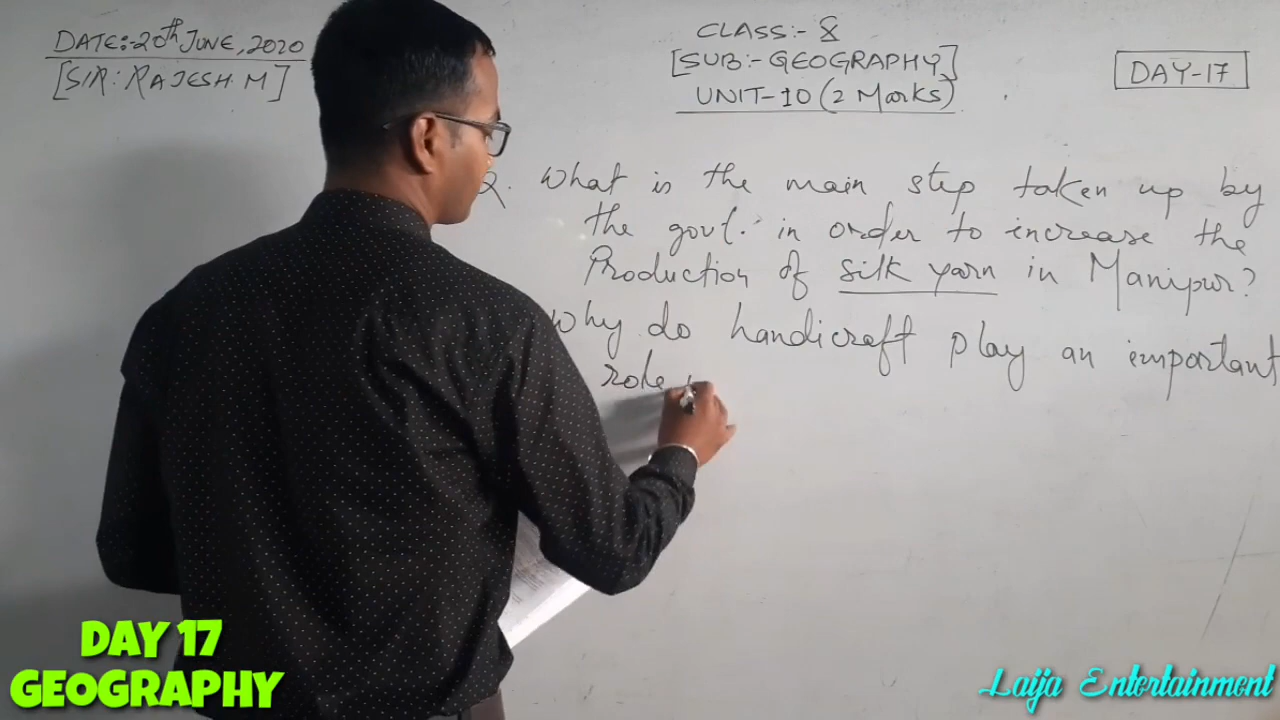 DATE:-20th JUNE, 2020
[SIR: RAJESH. M]
CLASS:- 8
[SUB:- GEOGRAPHY]
UNIT-10 (2 Marks)
DAY-17
Q. What is the main step taken up by
the govt. in order to increase the
Production of silk yarn in Manipur?
Why do handicraft play an important
role
DAY 17
GEOGRAPHY
Laija Entertainment